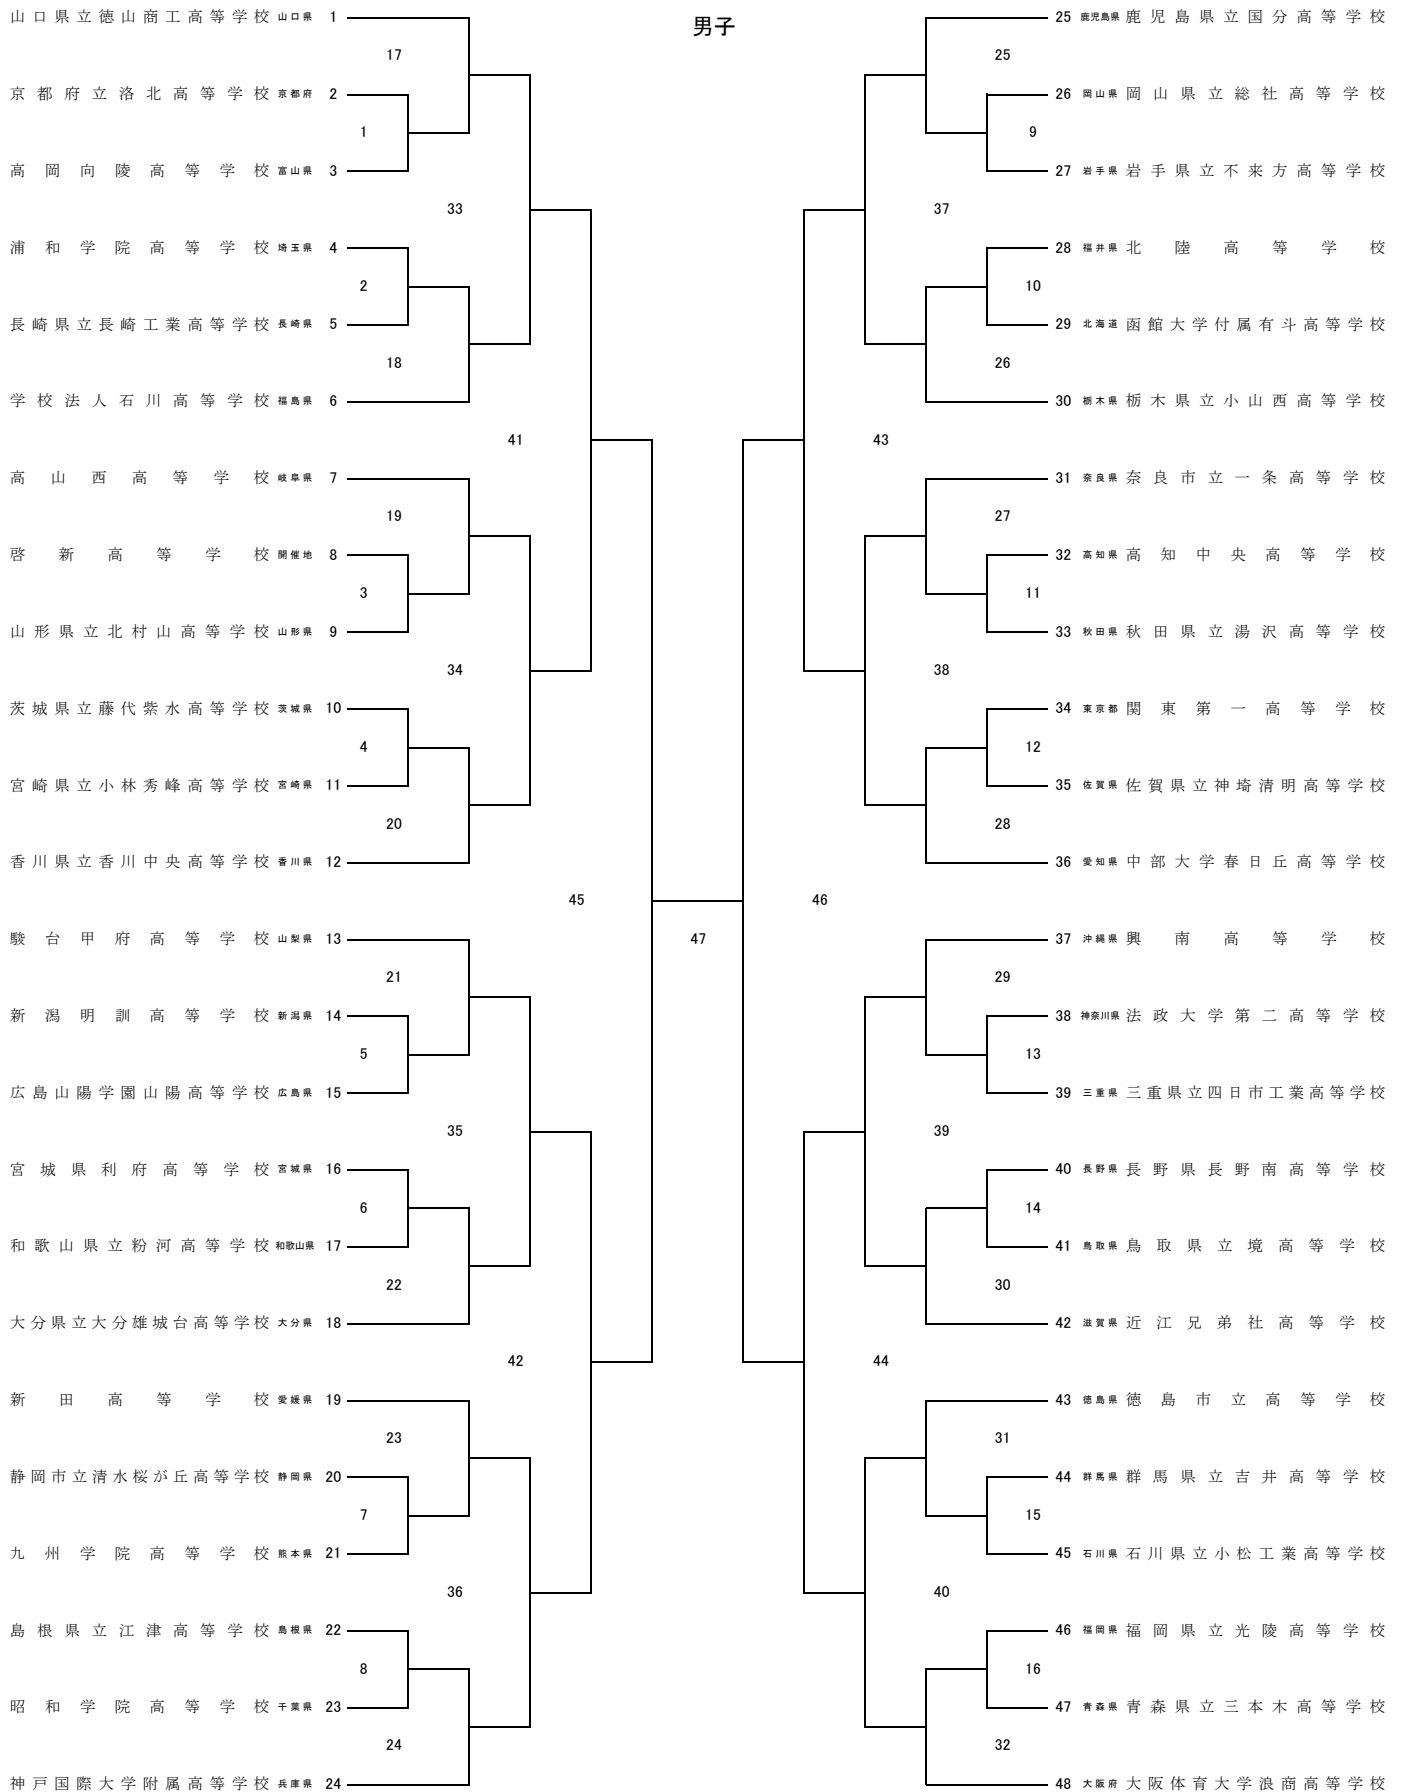 男子
山口県立徳山商工高等学校 山口県 1
17
京都府立洛北高等学校 京都府 2
1
高岡向陵高等学校 富山県 3
33
浦和学院高等学校 埼玉県 4
2
長崎県立長崎工業高等学校 長崎県 5
18
学校法人石川高等学校 福島県 6
41
高山西高等学校 岐阜県 7
19
啓新高等学校 開催地 8
3
山形県立北村山高等学校 山形県 9
34
茨城県立藤代紫水高等学校 茨城県 10
4
宮崎県立小林秀峰高等学校 宮崎県 11
20
香川県立香川中央高等学校 香川県 12
45
駿台甲府高等学校 山梨県 13
21
新潟明訓高等学校 新潟県 14
5
広島山陽学園山陽高等学校 広島県 15
35
宮城県利府高等学校 宮城県 16
6
和歌山県立粉河高等学校 和歌山県 17
22
大分県立大分雄城台高等学校 大分県 18
42
新田高等学校 愛媛県 19
23
静岡市立清水桜が丘高等学校 静岡県 20
7
九州学院高等学校 熊本県 21
36
島根県立江津高等学校 島根県 22
8
昭和学院高等学校 千葉県 23
24
神戸国際大学附属高等学校 兵庫県 24
47
25 鹿児島県 鹿児島県立国分高等学校
25
26 岡山県 岡山県立総社高等学校
9
27 岩手県 岩手県立不来方高等学校
37
28 福井県 北陸高等学校
10
29 北海道 函館大学付属有斗高等学校
26
30 栃木県 栃木県立小山西高等学校
43
31 奈良県 奈良市立一条高等学校
27
32 高知県 高知中央高等学校
11
33 秋田県 秋田県立湯沢高等学校
38
34 東京都 関東第一高等学校
12
35 佐賀県 佐賀県立神埼清明高等学校
28
36 愛知県 中部大学春日丘高等学校
46
37 沖縄県 興南高等学校
29
38 神奈川県 法政大学第二高等学校
13
39 三重県 三重県立四日市工業高等学校
39
40 長野県 長野県長野南高等学校
14
41 鳥取県 鳥取県立境高等学校
30
42 滋賀県 近江兄弟社高等学校
44
43 徳島県 徳島市立高等学校
31
44 群馬県 群馬県立吉井高等学校
15
45 石川県 石川県立小松工業高等学校
40
46 福岡県 福岡県立光陵高等学校
16
47 青森県 青森県立三本木高等学校
32
48 大阪府 大阪体育大学浪商高等学校